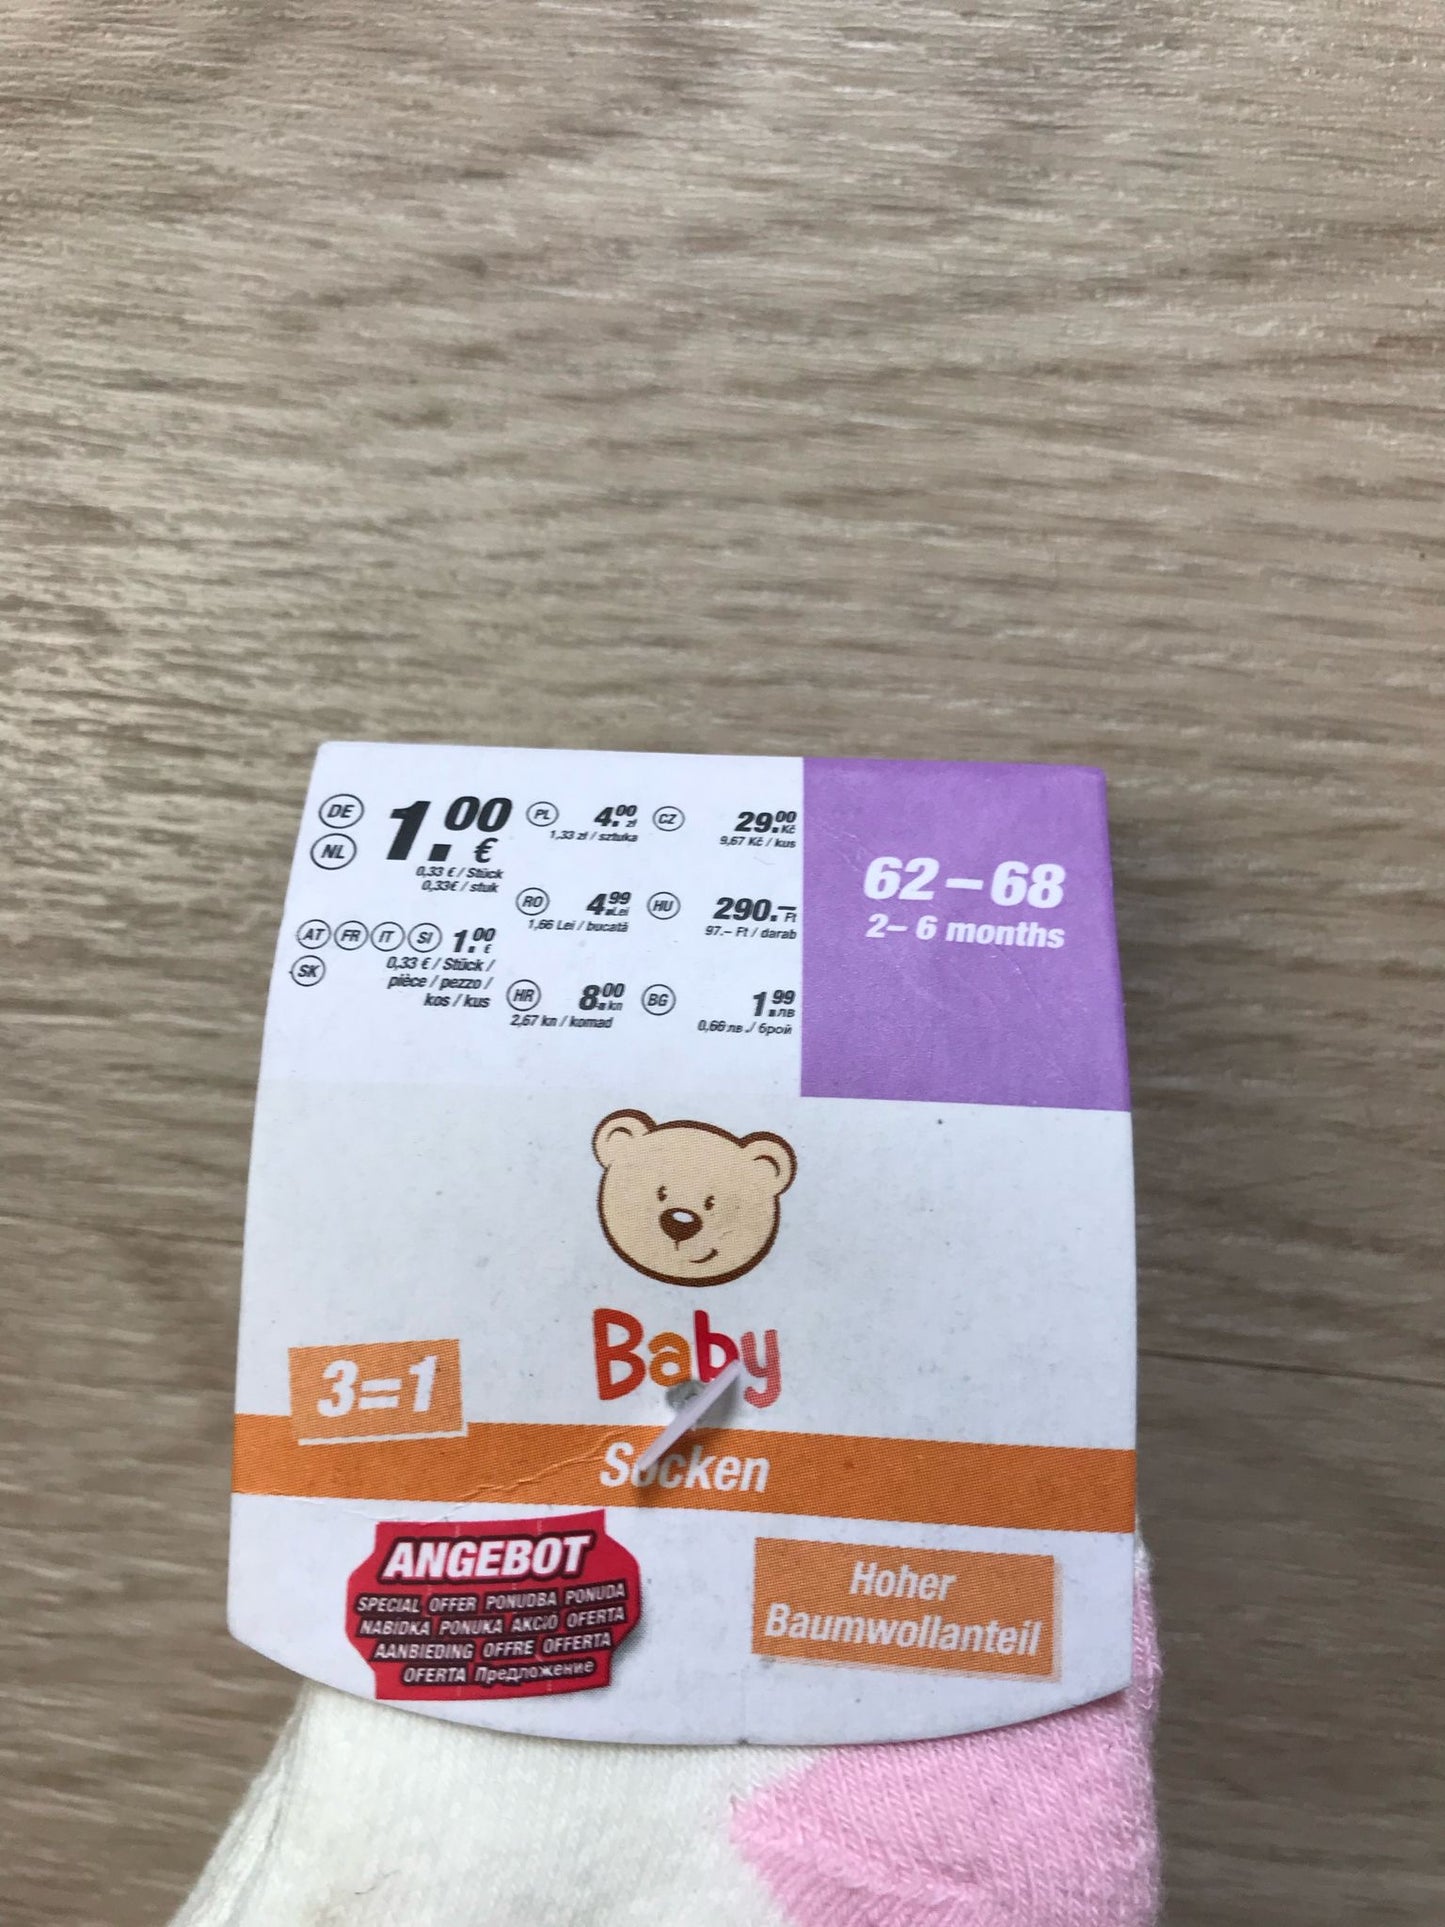 DE NL 1.00 €
0,33 € / Stück
0,33€ / stuk
PL 4.00 zł
1,33 zł / sztuka
CZ 29.00 Kč
9,67 Kč / kus
RO 4.99 Lei
1,66 Lei / bucată
HU 290.– Ft
97.– Ft / darab
AT FR IT SI SK 1.00 €
0,33 € / Stück /
pièce / pezzo /
kos / kus
HR 8.00 kn
2,67 kn / komad
BG 1.99 лв
0,66 лв./ брой
62 – 68
2– 6 months
Baby
3=1
Socken
ANGEBOT
SPECIAL OFFER PONUDBA PONUDA
NABÍDKA PONUKA AKCIÓ OFERTA
AANBIEDING OFFRE OFFERTA
OFERTA Предложение
Hoher
Baumwollanteil